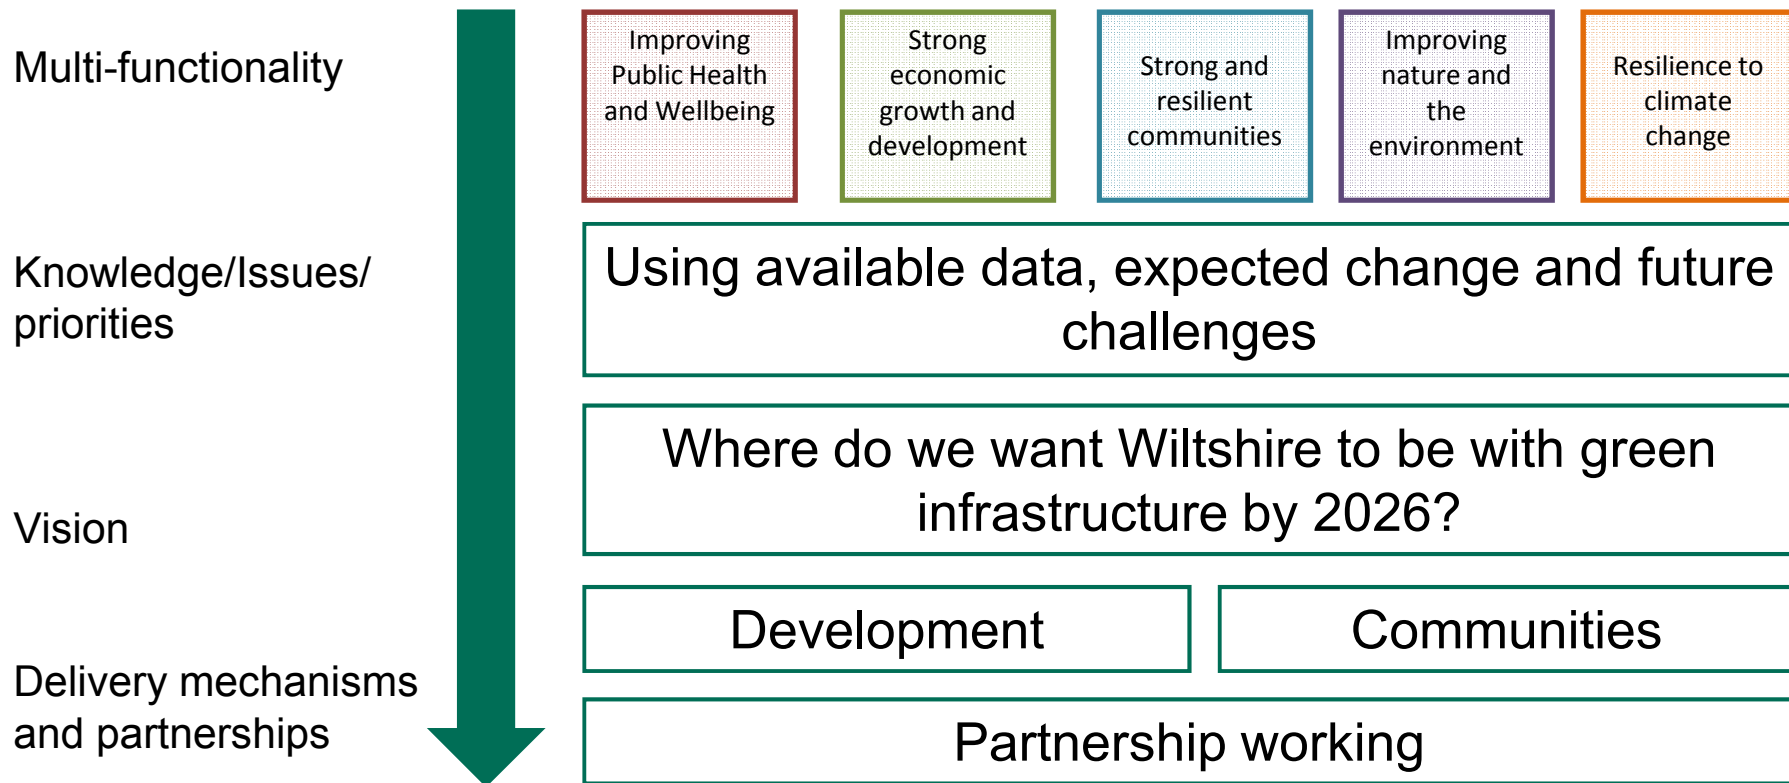 Multi-functionality
Improving
Public Health
and Wellbeing
Strong
economic
growth and
development
Strong and
resilient
communities
Improving
nature and
the
environment
Resilience to
climate
change
Knowledge/Issues/
priorities
Using available data, expected change and future
challenges
Vision
Where do we want Wiltshire to be with green
infrastructure by 2026?
Delivery mechanisms
and partnerships
Development
Communities
Partnership working